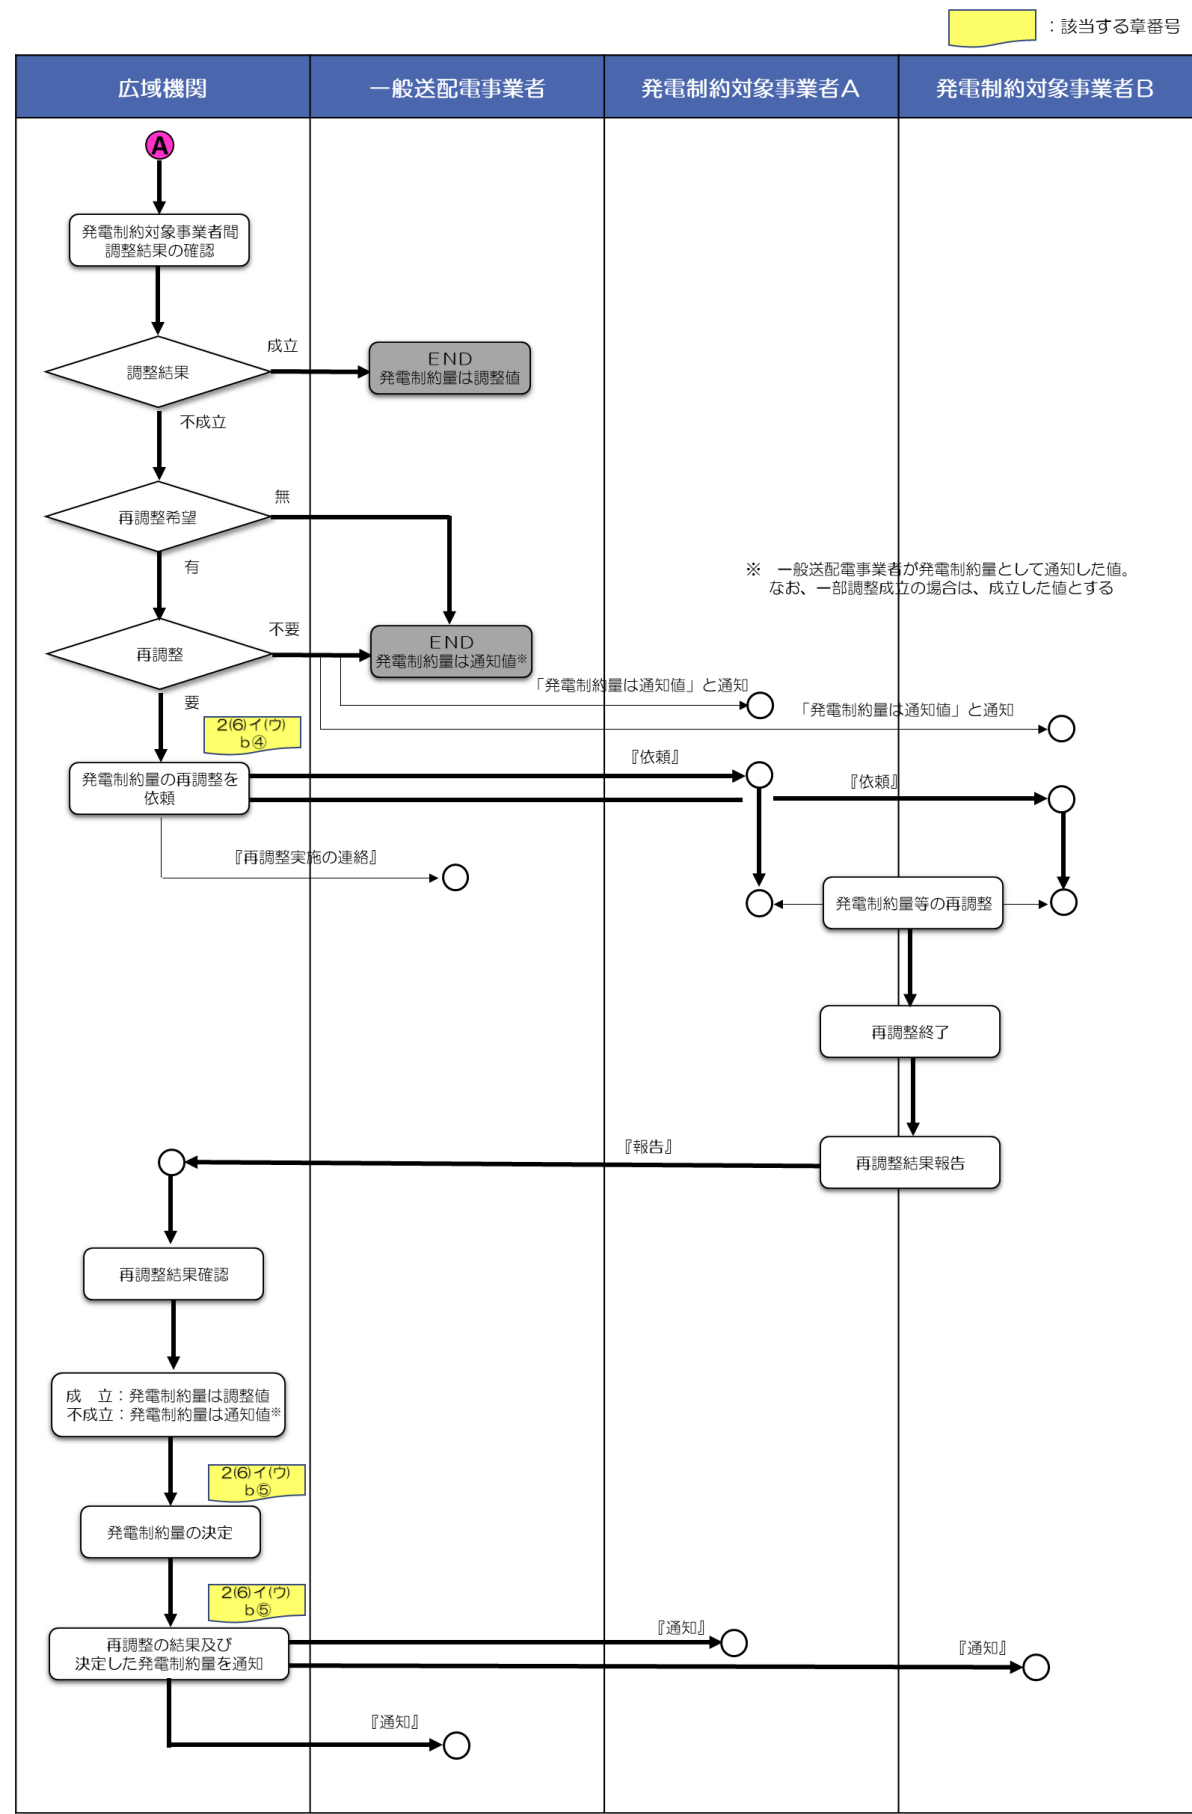 ：該当する章番号
広域機関
一般送配電事業者
発電制約対象事業者A
発電制約対象事業者B
A
発電制約対象事業者間
調整結果の確認
調整結果
成立
END
発電制約量は調整値
不成立
再調整希望
無
有
※　一般送配電事業者が発電制約量として通知した値。
なお、一部調整成立の場合は、成立した値とする
再調整
不要
END
発電制約量は通知値※
「発電制約量は通知値」と通知
「発電制約量は通知値」と通知
要
2(6)イ(ウ)
b④
発電制約量の再調整を
依頼
『依頼』
『依頼』
『再調整実施の連絡』
発電制約量等の再調整
再調整終了
『報告』
再調整結果報告
再調整結果確認
成　立：発電制約量は調整値
不成立：発電制約量は通知値※
2(6)イ(ウ)
b⑤
発電制約量の決定
2(6)イ(ウ)
b⑤
再調整の結果及び
決定した発電制約量を通知
『通知』
『通知』
『通知』